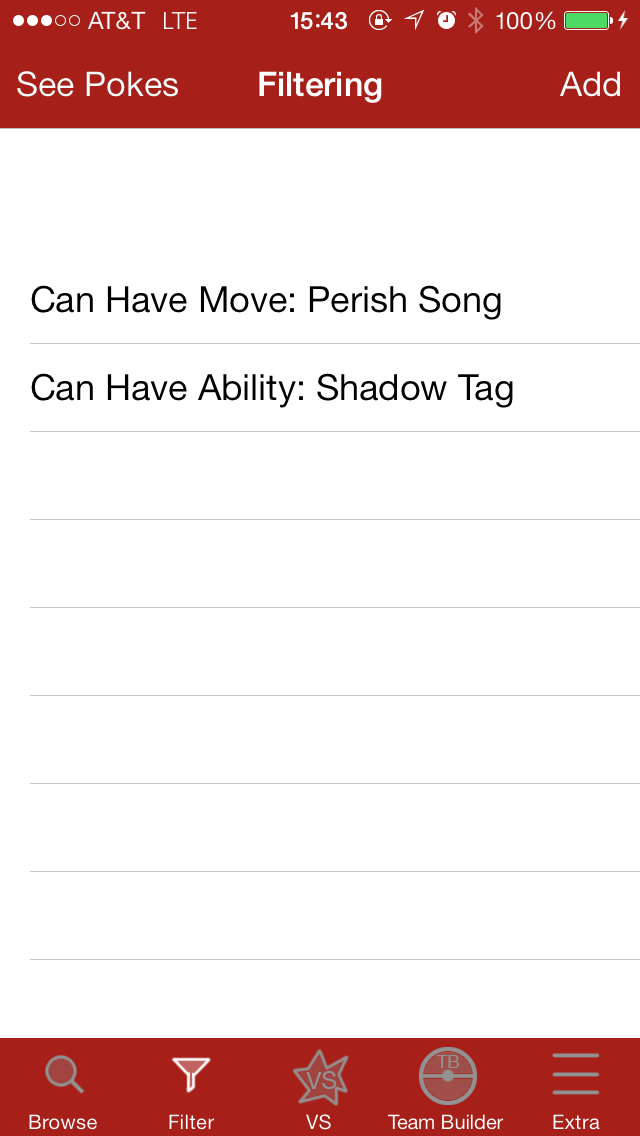 AT&T LTE 15:43 100%
See Pokes Filtering Add
Can Have Move: Perish Song
Can Have Ability: Shadow Tag
VS TB
Browse Filter VS Team Builder Extra